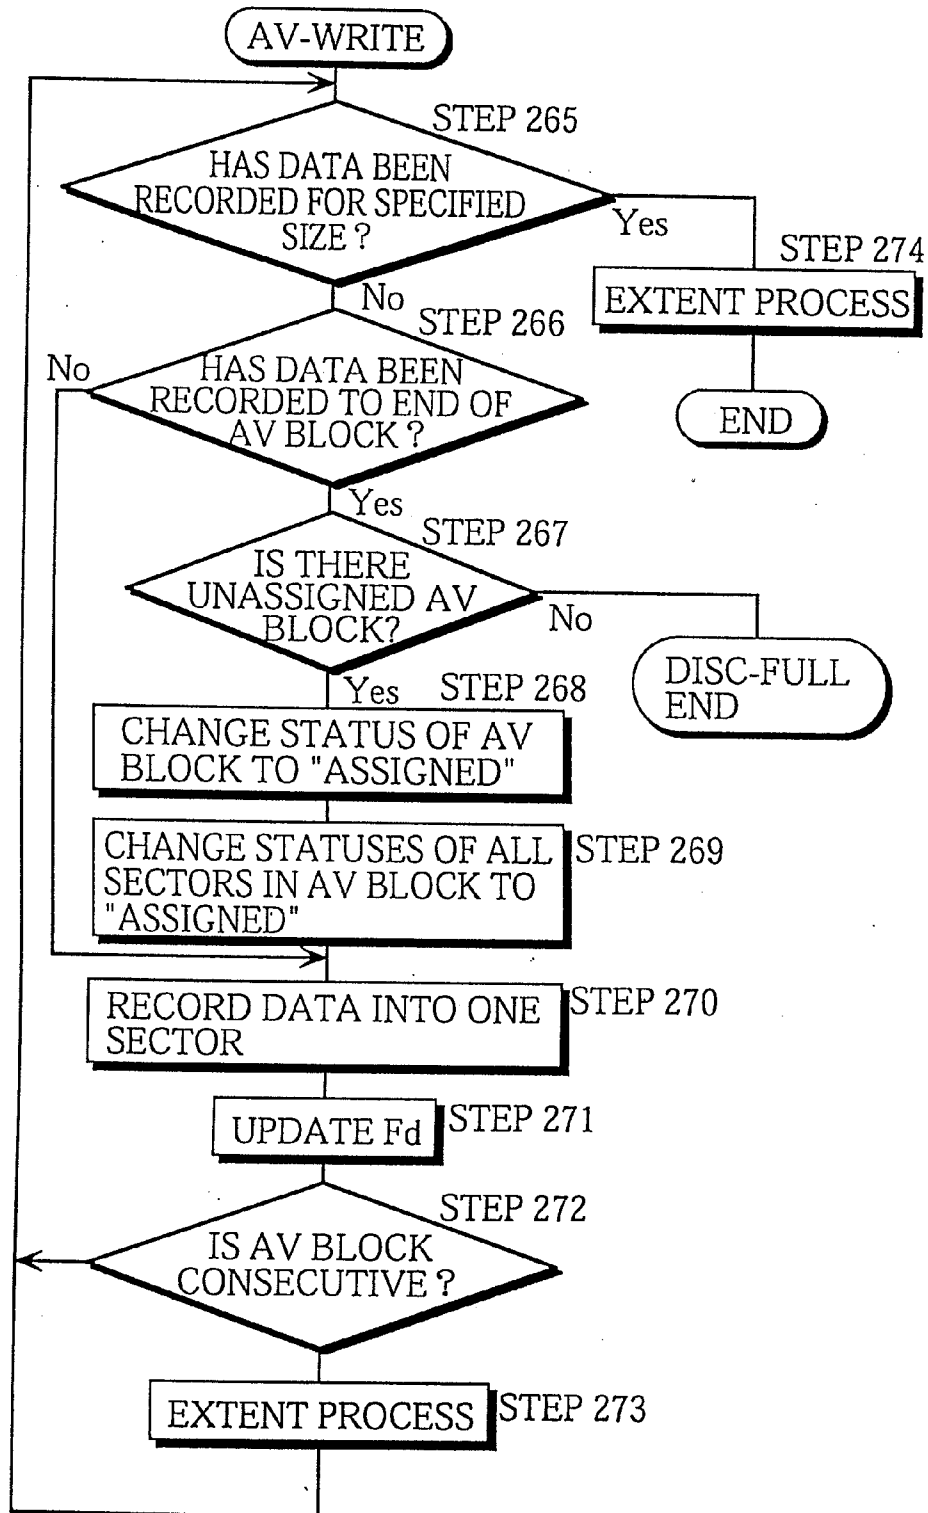 AV-WRITE
STEP 265
HAS DATA BEEN
RECORDED FOR SPECIFIED
SIZE ?
Yes
STEP 274
EXTENT PROCESS
END
No
STEP 266
No
HAS DATA BEEN
RECORDED TO END OF
AV BLOCK ?
Yes
STEP 267
IS THERE
UNASSIGNED AV
BLOCK?
No
DISC-FULL
END
Yes
STEP 268
CHANGE STATUS OF AV
BLOCK TO "ASSIGNED"
CHANGE STATUSES OF ALL
SECTORS IN AV BLOCK TO
"ASSIGNED"
STEP 269
RECORD DATA INTO ONE
SECTOR
STEP 270
UPDATE Fd
STEP 271
STEP 272
IS AV BLOCK
CONSECUTIVE ?
EXTENT PROCESS
STEP 273